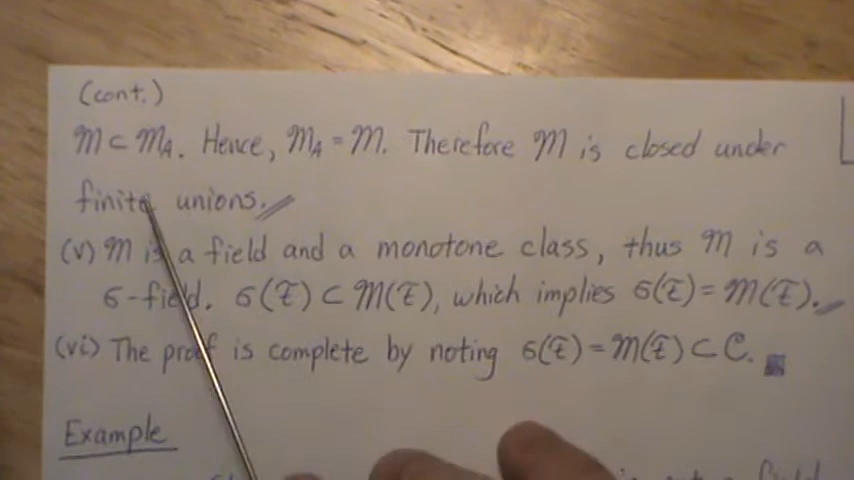 (cont.)
𝓜 ⊂ 𝓜_A. Hence, 𝓜_A = 𝓜. Therefore 𝓜 is closed under
finite unions. //
(v) 𝓜 is a field and a monotone class, thus 𝓜 is a
σ-field. σ(ℱ) ⊂ 𝓜(ℱ), which implies σ(ℱ) = 𝓜(ℱ). //
(vi) The proof is complete by noting σ(ℱ) = 𝓜(ℱ) ⊂ 𝒞. ■
Example